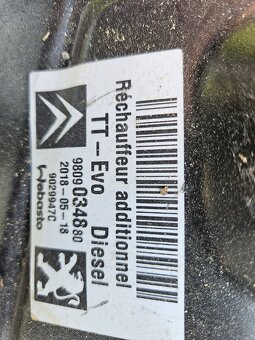 Réchauffeur additionnel
TT-Evo Diesel
9809034880
2018-05-18
9029947C
Webasto